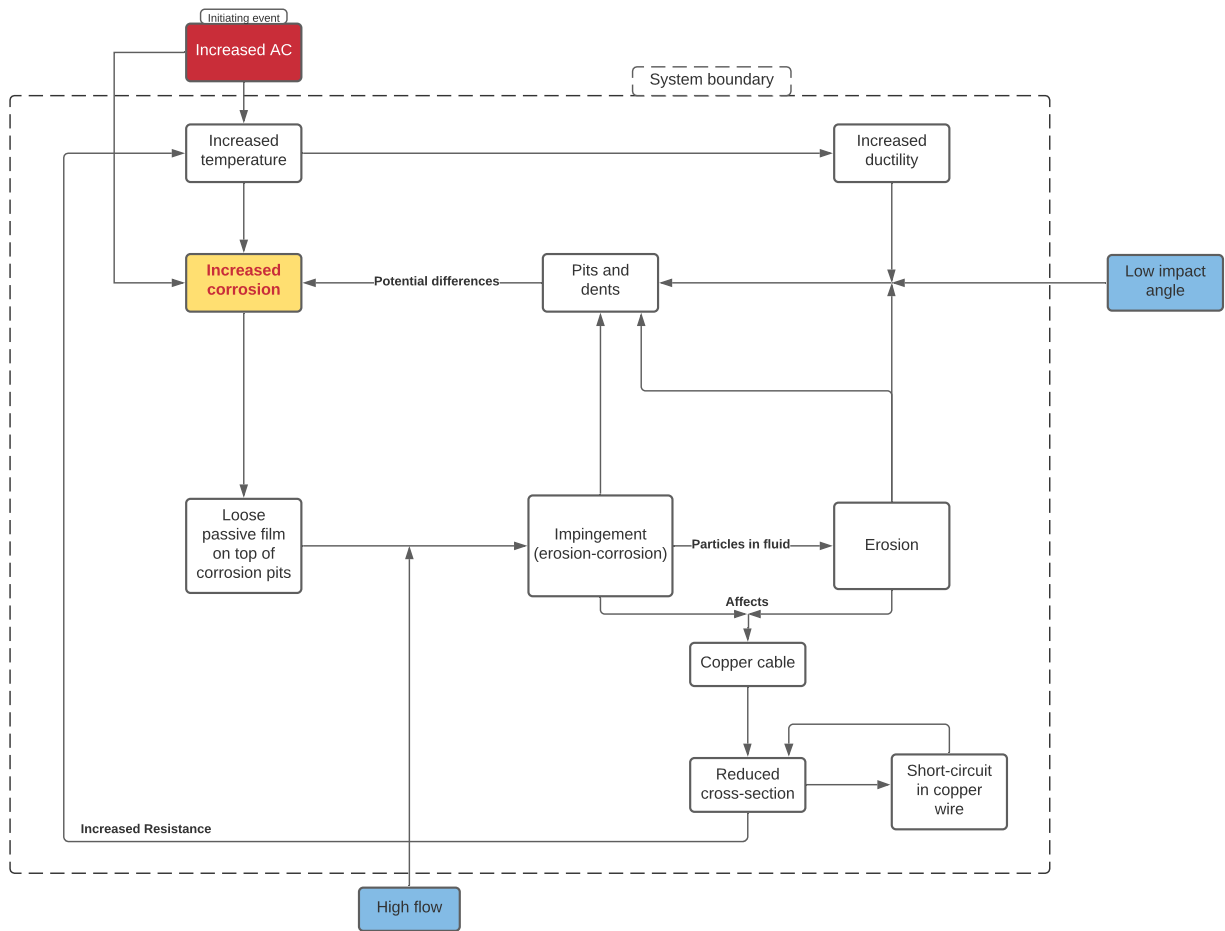 Initiating event
Increased AC
System boundary
Increased
temperature
Increased
ductility
Increased
corrosion
Potential differences
Pits and
dents
Low impact
angle
Loose
passive film
on top of
corrosion pits
Impingement
(erosion-corrosion)
Particles in fluid
Erosion
Affects
Copper cable
Reduced
cross-section
Short-circuit
in copper
wire
Increased Resistance
High flow